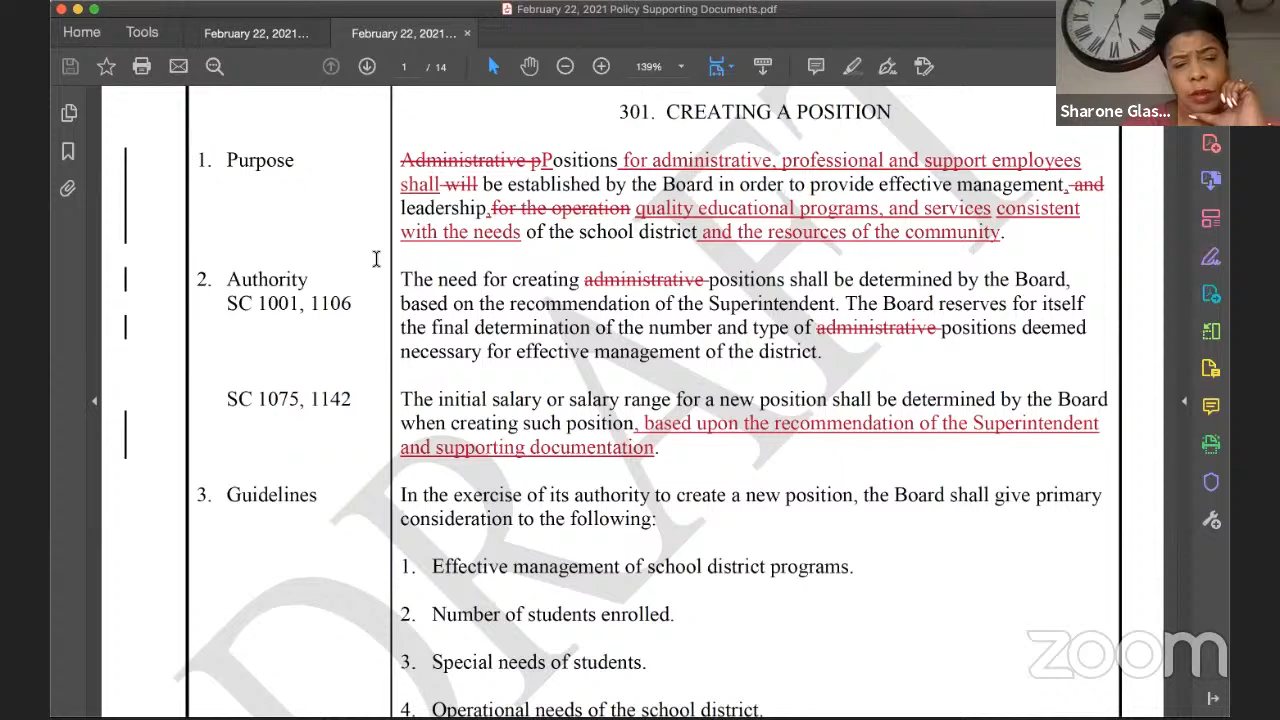 February 22, 2021 Policy Supporting Documents.pdf
Home Tools February 22, 2021... February 22, 2021... ×
1 / 14 139%
Sharone Glas...
301. CREATING A POSITION
1. Purpose
Administrative pPositions for administrative, professional and support employees
shall will be established by the Board in order to provide effective management, and
leadership,for the operation quality educational programs, and services consistent
with the needs of the school district and the resources of the community.
2. Authority
SC 1001, 1106
The need for creating administrative positions shall be determined by the Board,
based on the recommendation of the Superintendent. The Board reserves for itself
the final determination of the number and type of administrative positions deemed
necessary for effective management of the district.
SC 1075, 1142
The initial salary or salary range for a new position shall be determined by the Board
when creating such position, based upon the recommendation of the Superintendent
and supporting documentation.
3. Guidelines
In the exercise of its authority to create a new position, the Board shall give primary
consideration to the following:
1. Effective management of school district programs.
2. Number of students enrolled.
3. Special needs of students.
4. Operational needs of the school district.
DRAFT
zoom